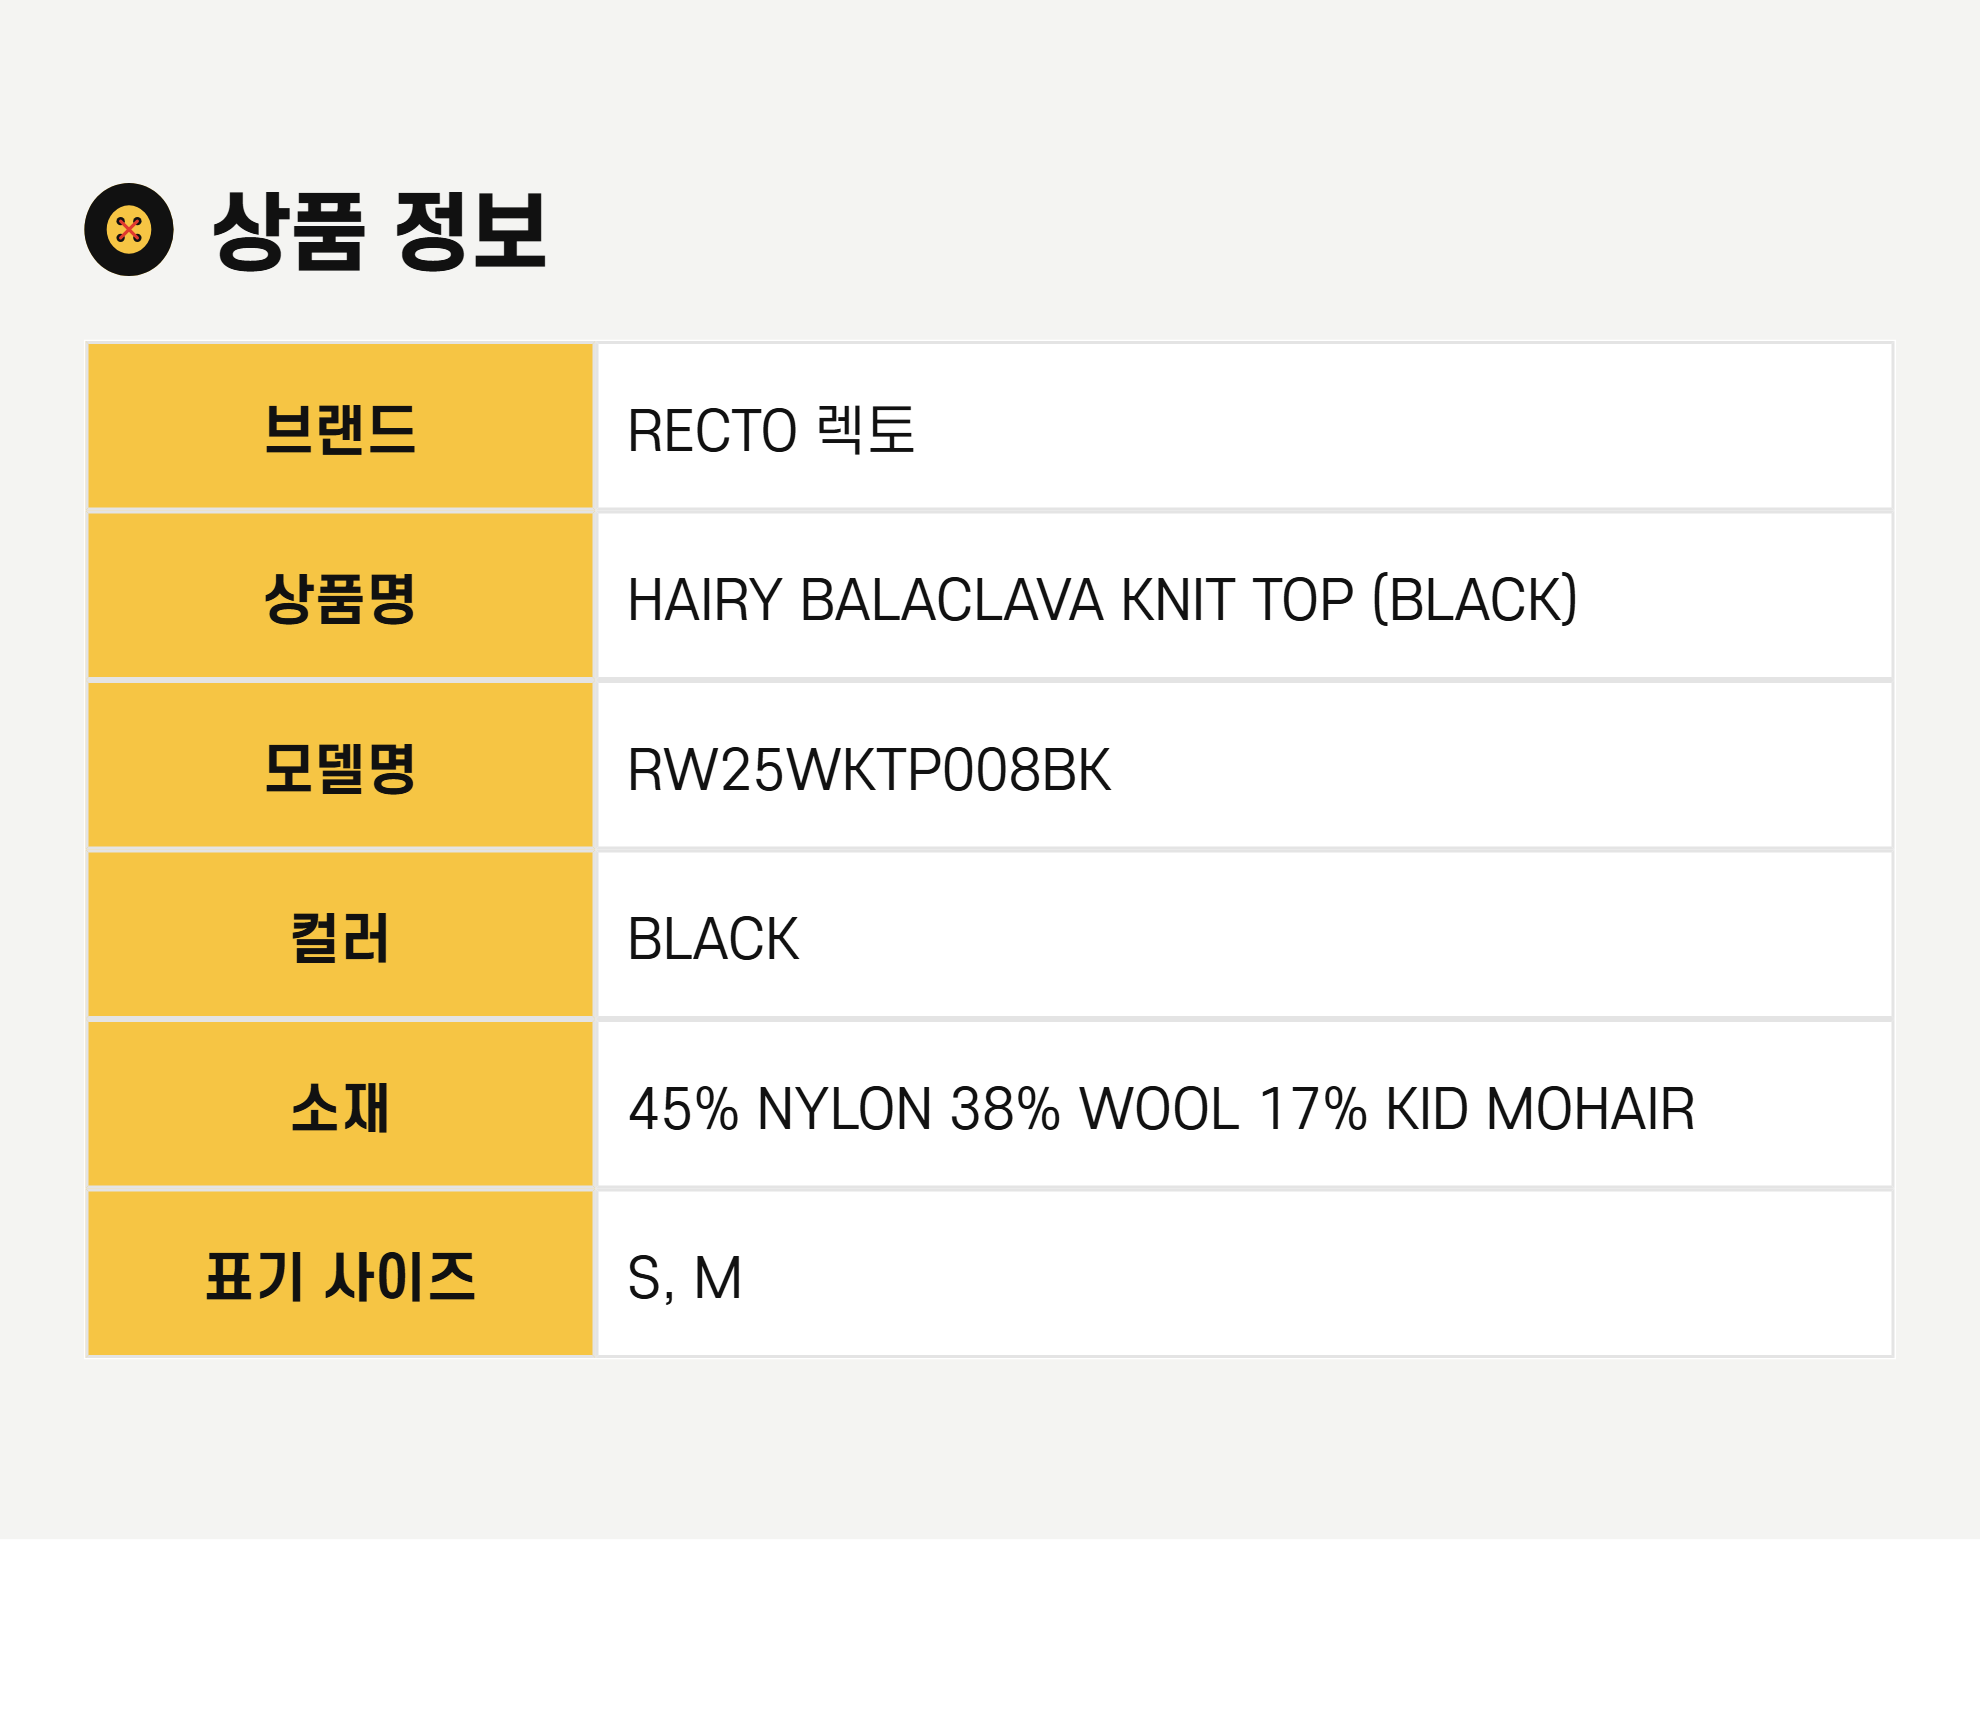 상품 정보
브랜드 RECTO 렉토
상품명 HAIRY BALACLAVA KNIT TOP (BLACK)
모델명 RW25WKTP008BK
컬러 BLACK
소재 45% NYLON 38% WOOL 17% KID MOHAIR
표기 사이즈 S, M